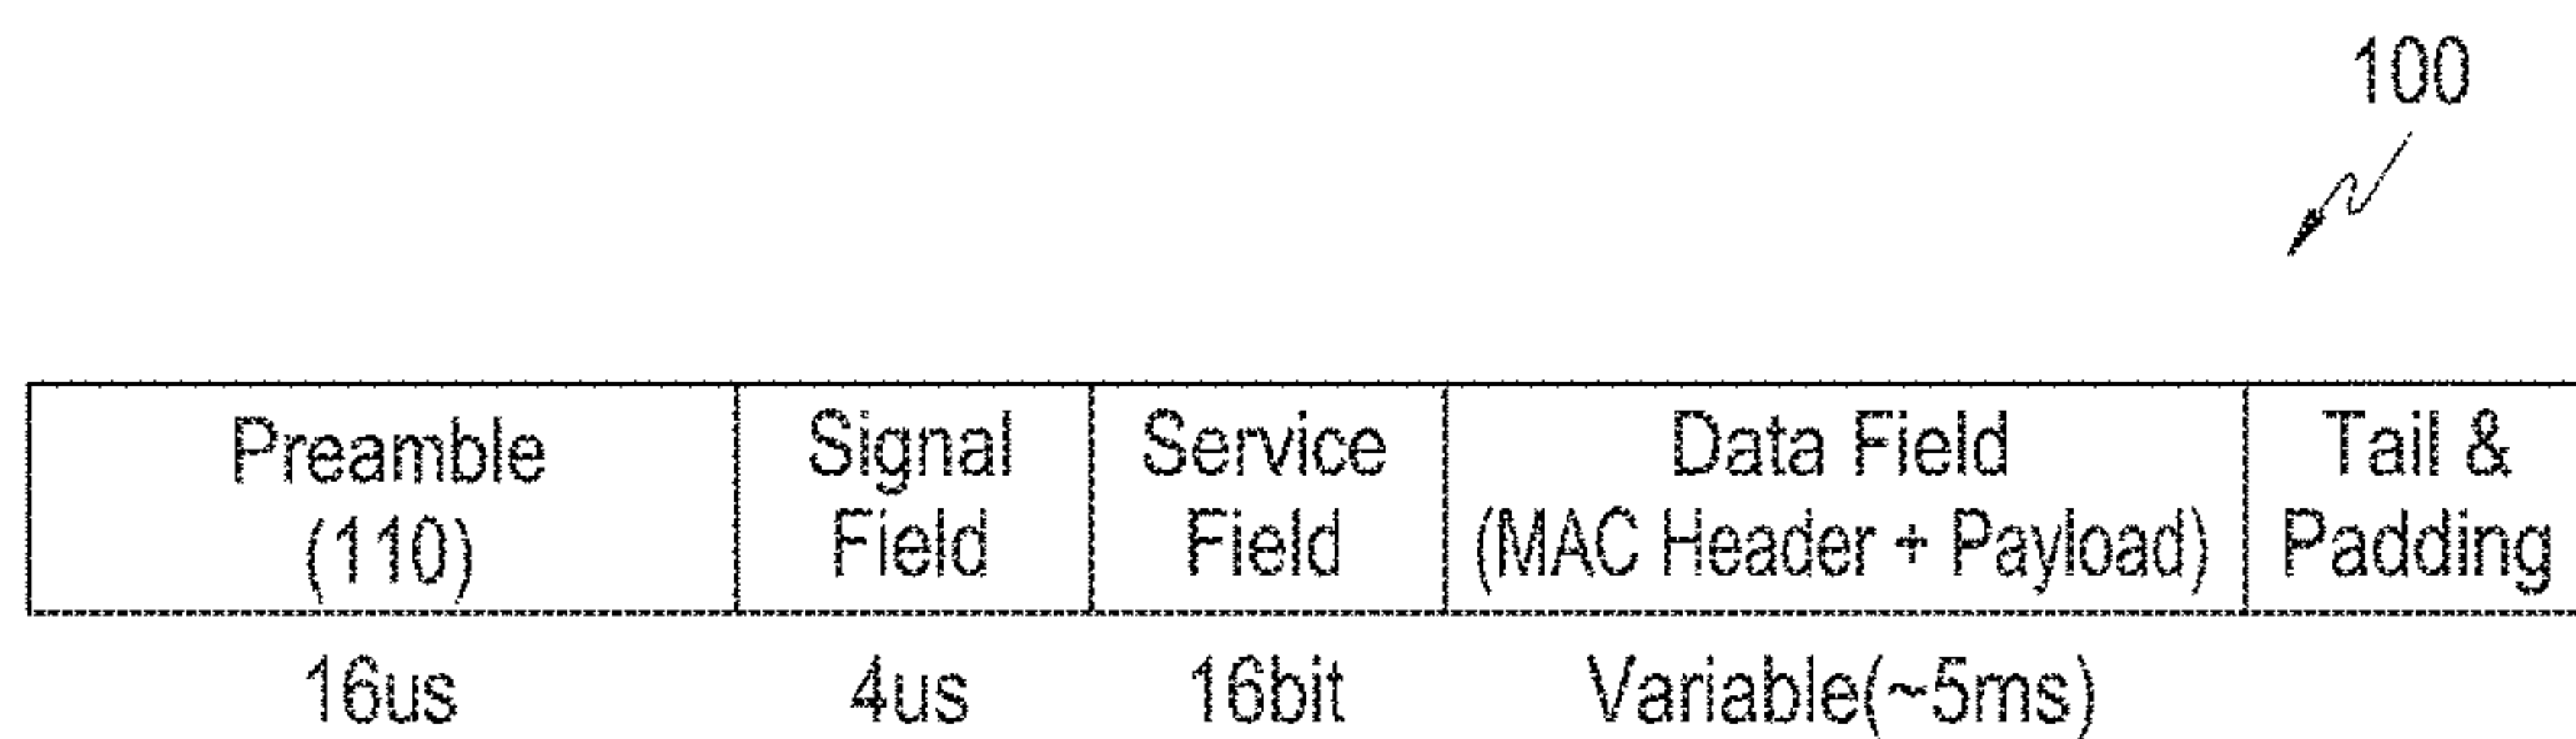 100
Preamble (110)
Signal Field
Service Field
Data Field (MAC Header + Payload)
Tail & Padding
16us
4us
16bit
Variable(~5ms)